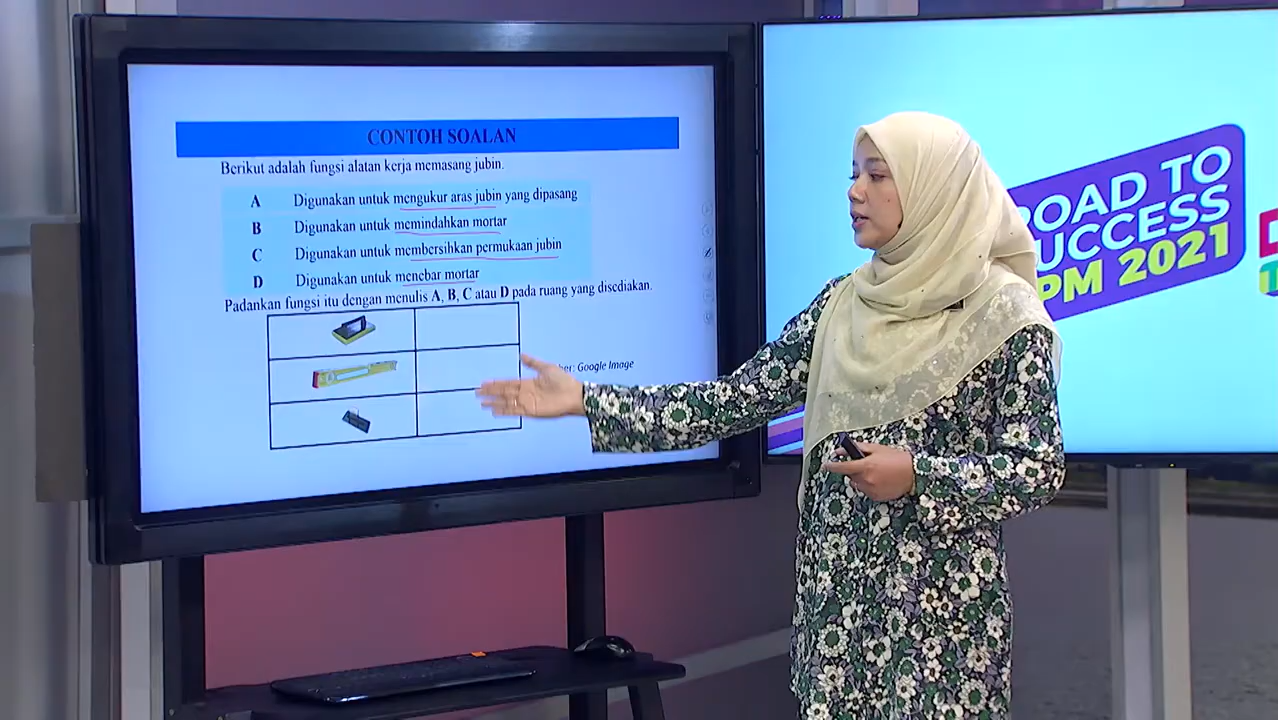 CONTOH SOALAN
Berikut adalah fungsi alatan kerja memasang jubin.
A Digunakan untuk mengukur aras jubin yang dipasang
B Digunakan untuk memindahkan mortar
C Digunakan untuk membersihkan permukaan jubin
D Digunakan untuk menebar mortar
Padankan fungsi itu dengan menulis A, B, C atau D pada ruang yang disediakan.
Google Image
ROAD TO
UCCESS
PM 2021